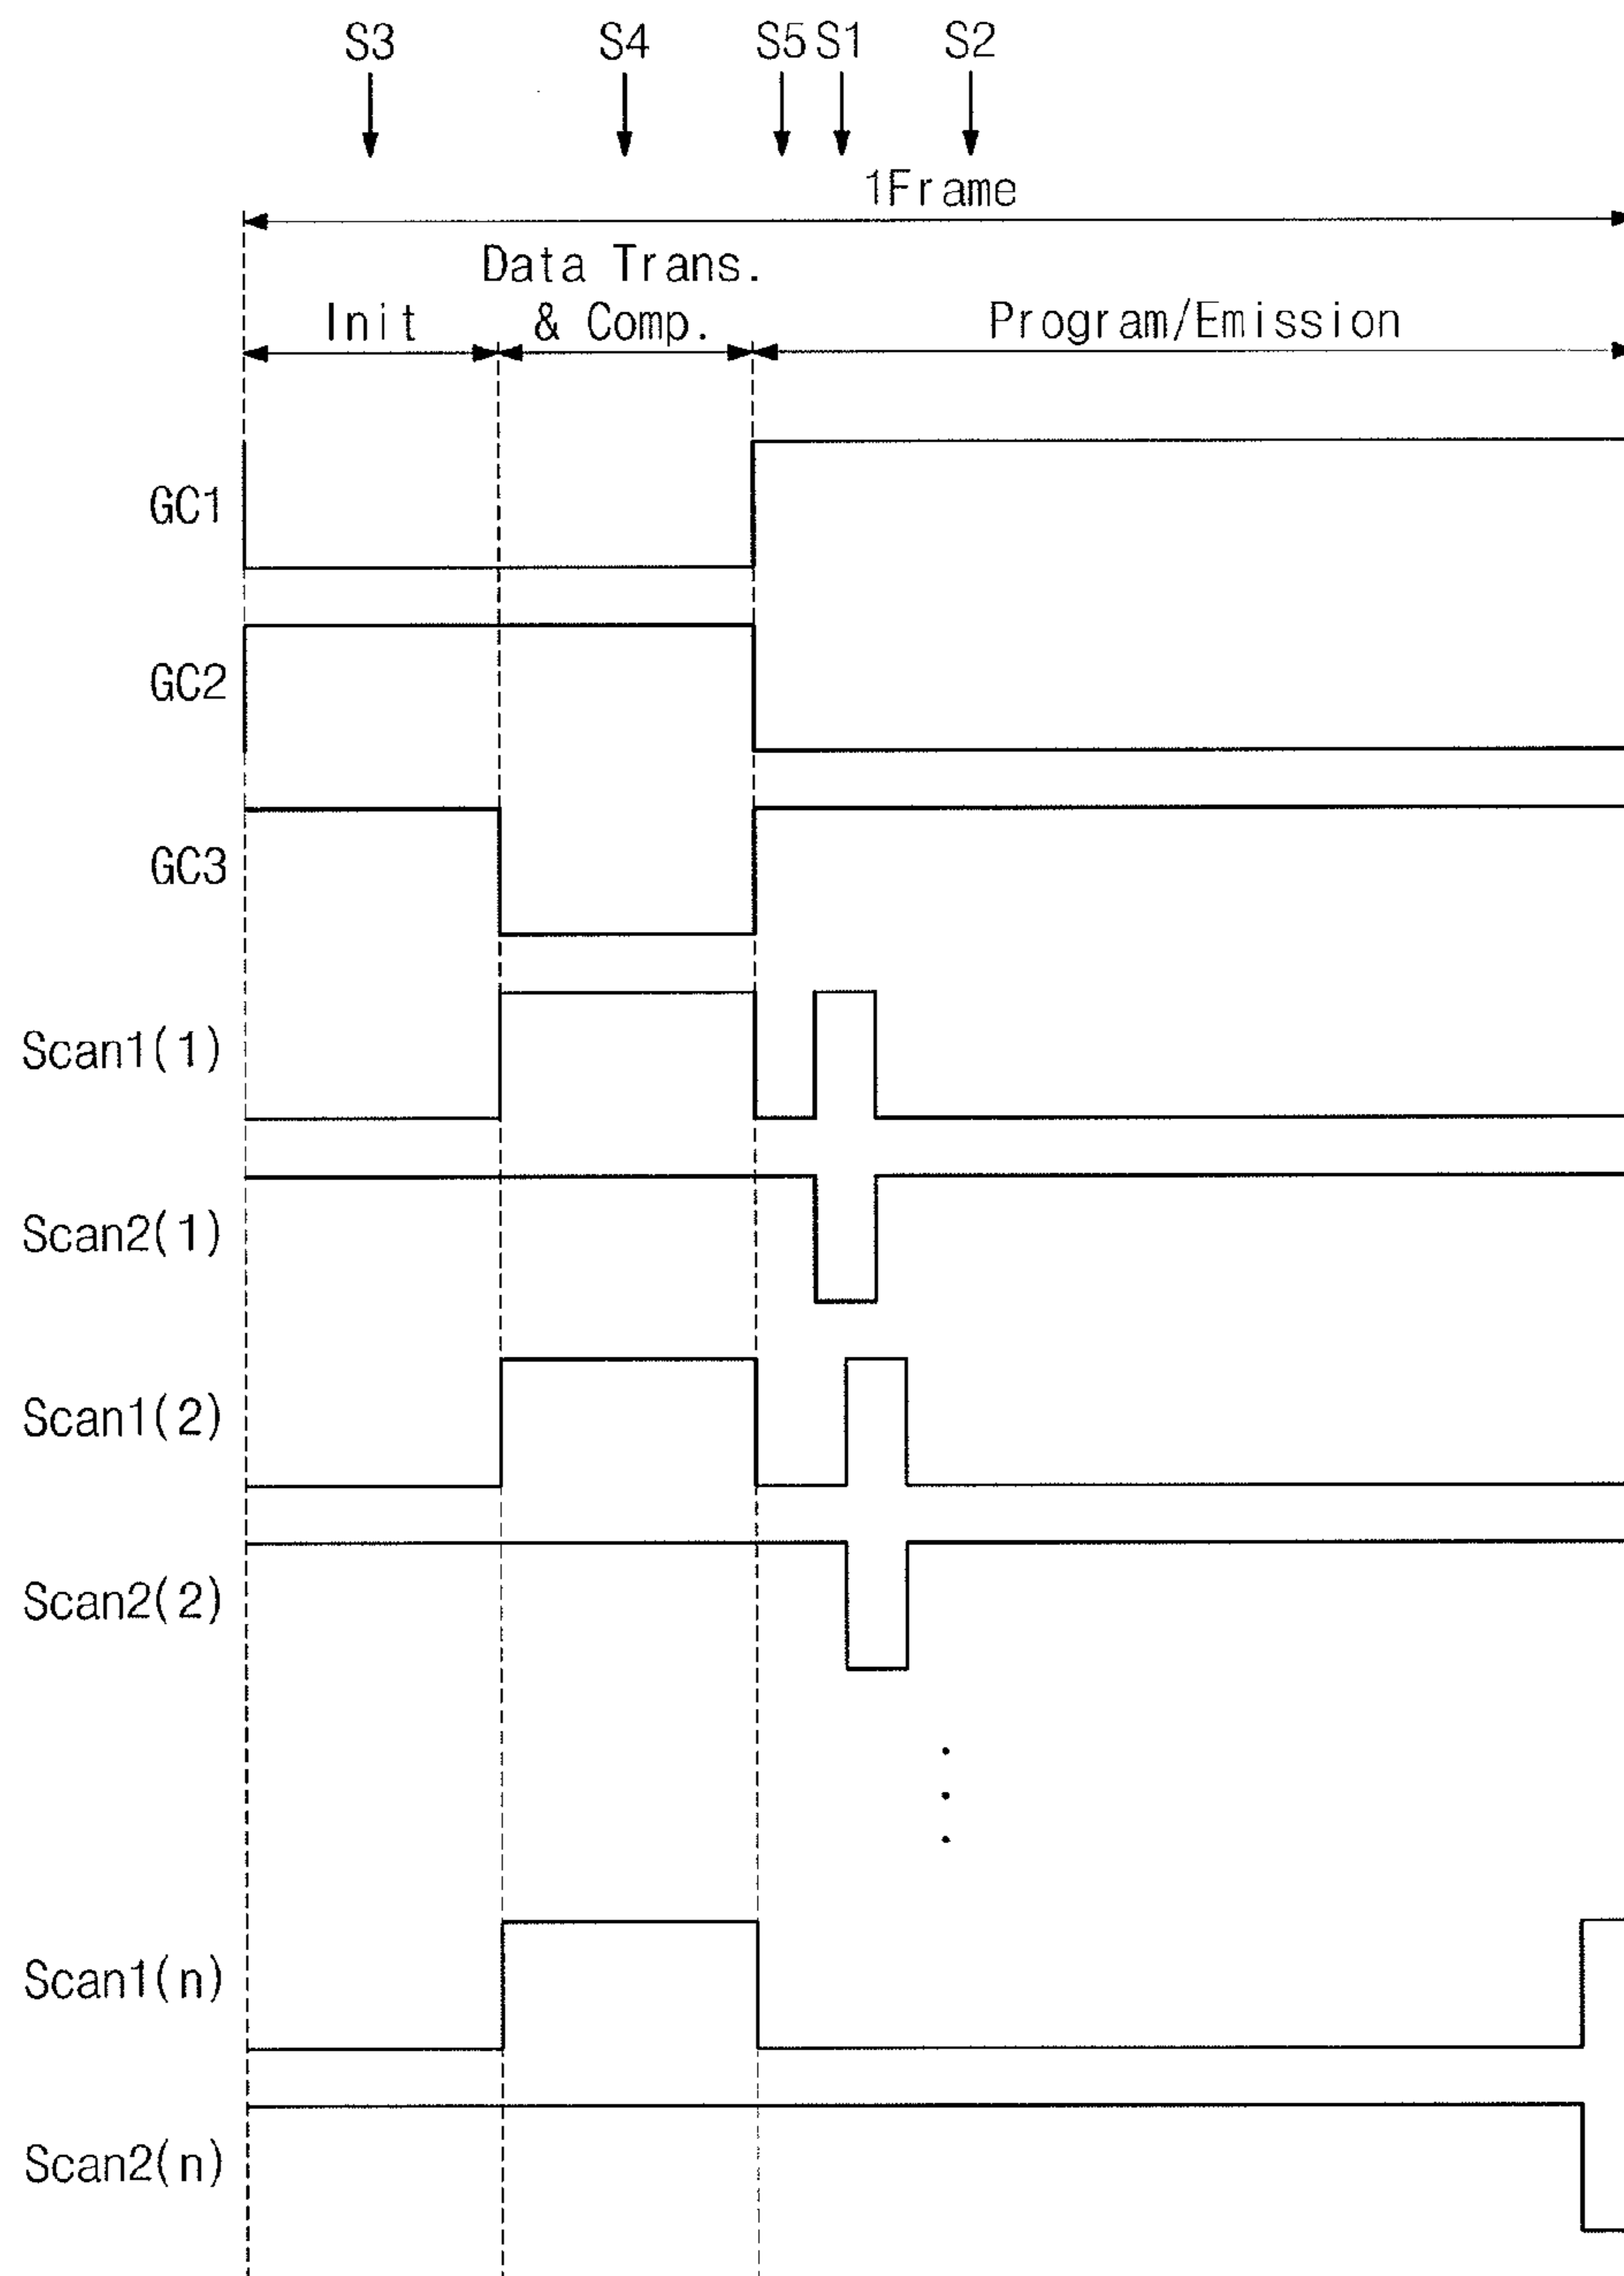 S3 S4 S5 S1 S2
1Frame
Data Trans.
& Comp.
Init
Program/Emission
GC1
GC2
GC3
Scan1(1)
Scan2(1)
Scan1(2)
Scan2(2)
Scan1(n)
Scan2(n)